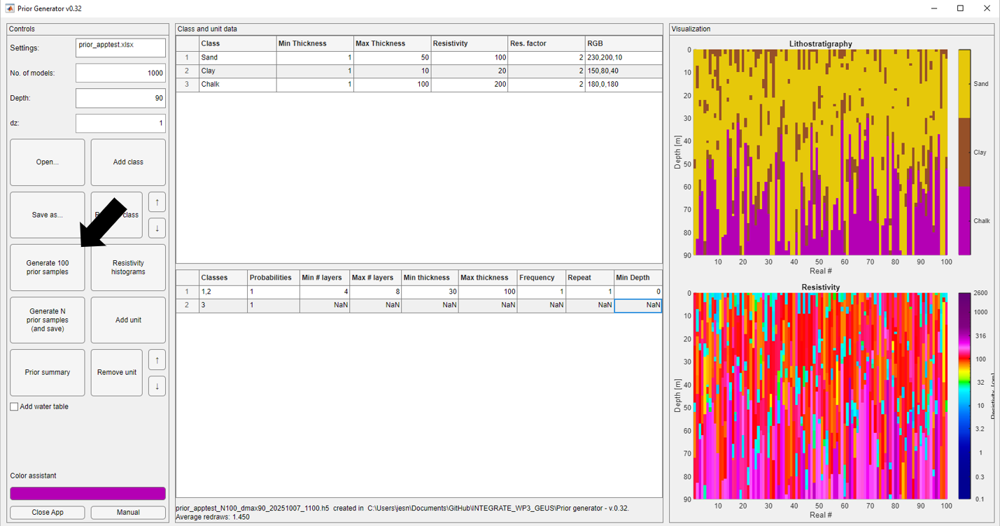 Prior Generator v0.32
Controls
Settings:
prior_apptest.xlsx
No. of models:
1000
Depth:
90
dz:
1
Open...
Add class
Save as...
class
↑
↓
Generate 100
prior samples
Resistivity
histograms
Generate N
prior samples
(and save)
Add unit
Prior summary
Remove unit
↑
↓
Add water table
Color assistant
Close App
Manual
Class and unit data
Class Min Thickness Max Thickness Resistivity Res. factor RGB
1 Sand 1 50 100 2 230,200,10
2 Clay 1 10 20 2 150,80,40
3 Chalk 1 100 200 2 180,0,180
Classes Probabilities Min # layers Max # layers Min thickness Max thickness Frequency Repeat Min Depth
1 1,2 1 4 8 30 100 1 1 0
2 3 1 NaN NaN NaN NaN NaN NaN NaN
prior_apptest_N100_dmax90_20251007_1100.h5 created in C:\Users\jesn\Documents\GitHub\INTEGRATE_WP3_GEUS\Prior generator - v.0.32.
Average redraws: 1.450
Visualization
Lithostratigraphy
0
10
20
30
40
50
60
70
80
90
Depth [m]
10 20 30 40 50 60 70 80 90 100
Real #
Sand
Clay
Chalk
Resistivity
0
10
20
30
40
50
60
70
80
90
Depth [m]
10 20 30 40 50 60 70 80 90 100
Real #
2600
1000
316
100
32
10
3.2
1
0.3
0.1